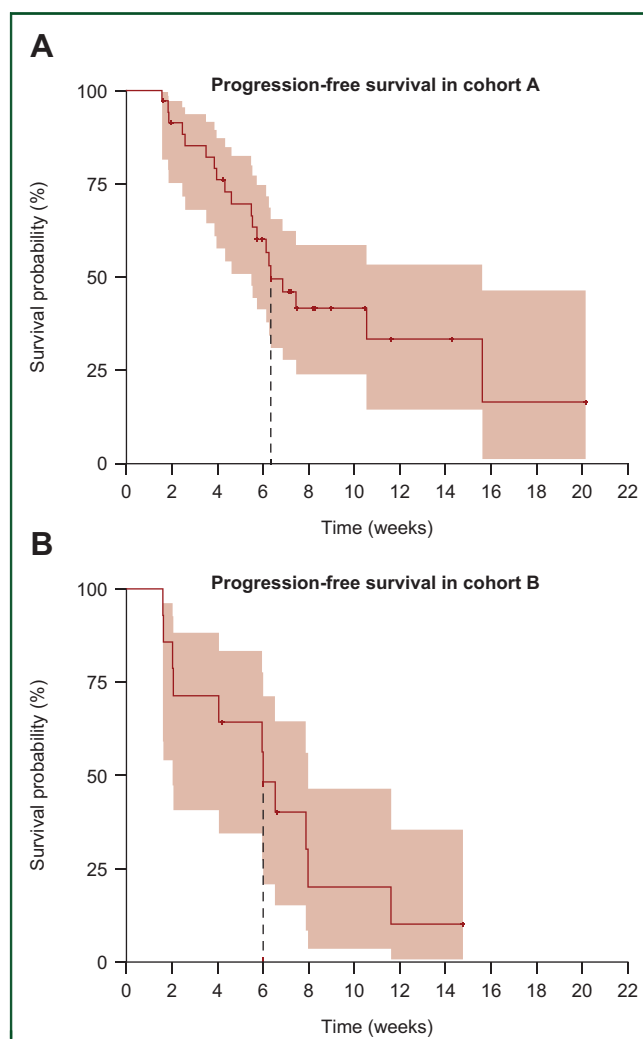 A
Progression-free survival in cohort A
100
75
50
25
0
Survival probability (%)
0 2 4 6 8 10 12 14 16 18 20 22
Time (weeks)
B
Progression-free survival in cohort B
100
75
50
25
0
Survival probability (%)
0 2 4 6 8 10 12 14 16 18 20 22
Time (weeks)